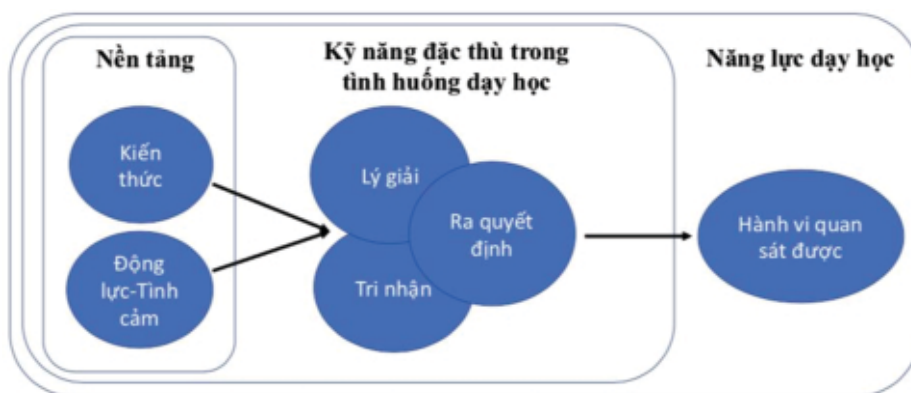 Nền tảng
Kiến
thức
Động
lực-Tình
cảm
Kỹ năng đặc thù trong
tình huống dạy học
Lý giải
Ra quyết
định
Tri nhận
Năng lực dạy học
Hành vi quan
sát được